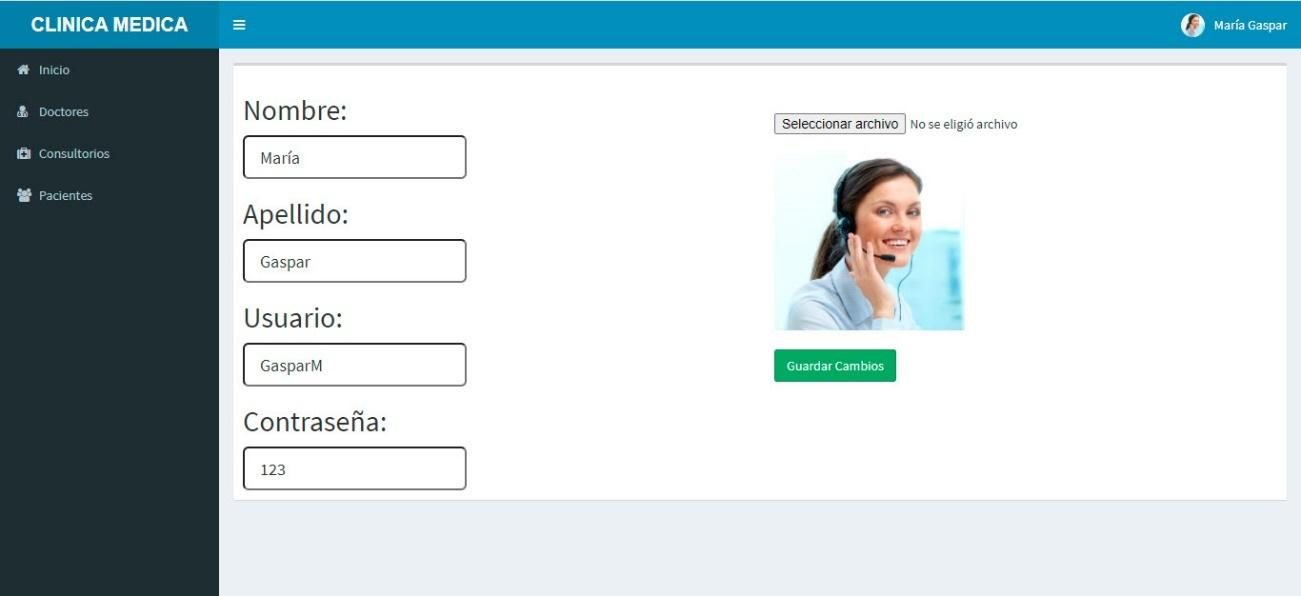 CLINICA MEDICA
María Gaspar
Inicio
Doctores
Consultorios
Pacientes
Nombre:
María
Apellido:
Gaspar
Usuario:
GasparM
Contraseña:
123
Seleccionar archivo No se eligió archivo
Guardar Cambios